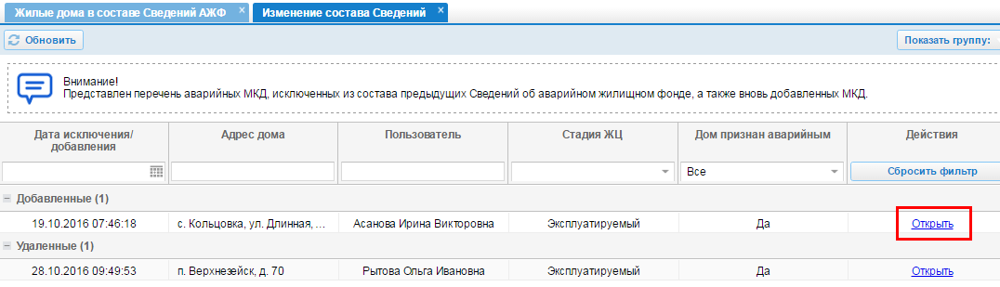 Жилые дома в составе Сведений АЖФ × Изменение состава Сведений ×
Обновить Показать группу:
Внимание!
Представлен перечень аварийных МКД, исключенных из состава предыдущих Сведений об аварийном жилищном фонде, а также вновь добавленных МКД.
Дата исключения/ добавления Адрес дома Пользователь Стадия ЖЦ Дом признан аварийным Действия
Все Сбросить фильтр
Добавленные (1)
19.10.2016 07:46:18 с. Кольцовка, ул. Длинная, ... Асанова Ирина Викторовна Эксплуатируемый Да Открыть
Удаленные (1)
28.10.2016 09:49:53 п. Верхнезейск, д. 70 Рытова Ольга Ивановна Эксплуатируемый Да Открыть